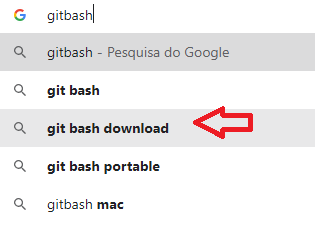 gitbash
gitbash - Pesquisa do Google
git bash
git bash download
git bash portable
gitbash mac